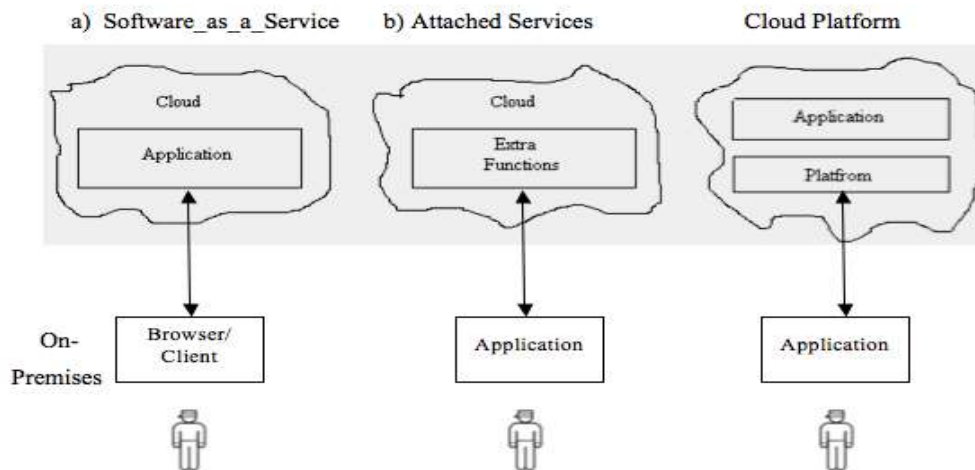 a) Software_as_a_Service
b) Attached Services
Cloud Platform
Cloud
Application
Cloud
Extra
Functions
Application
Platfrom
On-
Premises
Browser/
Client
Application
Application